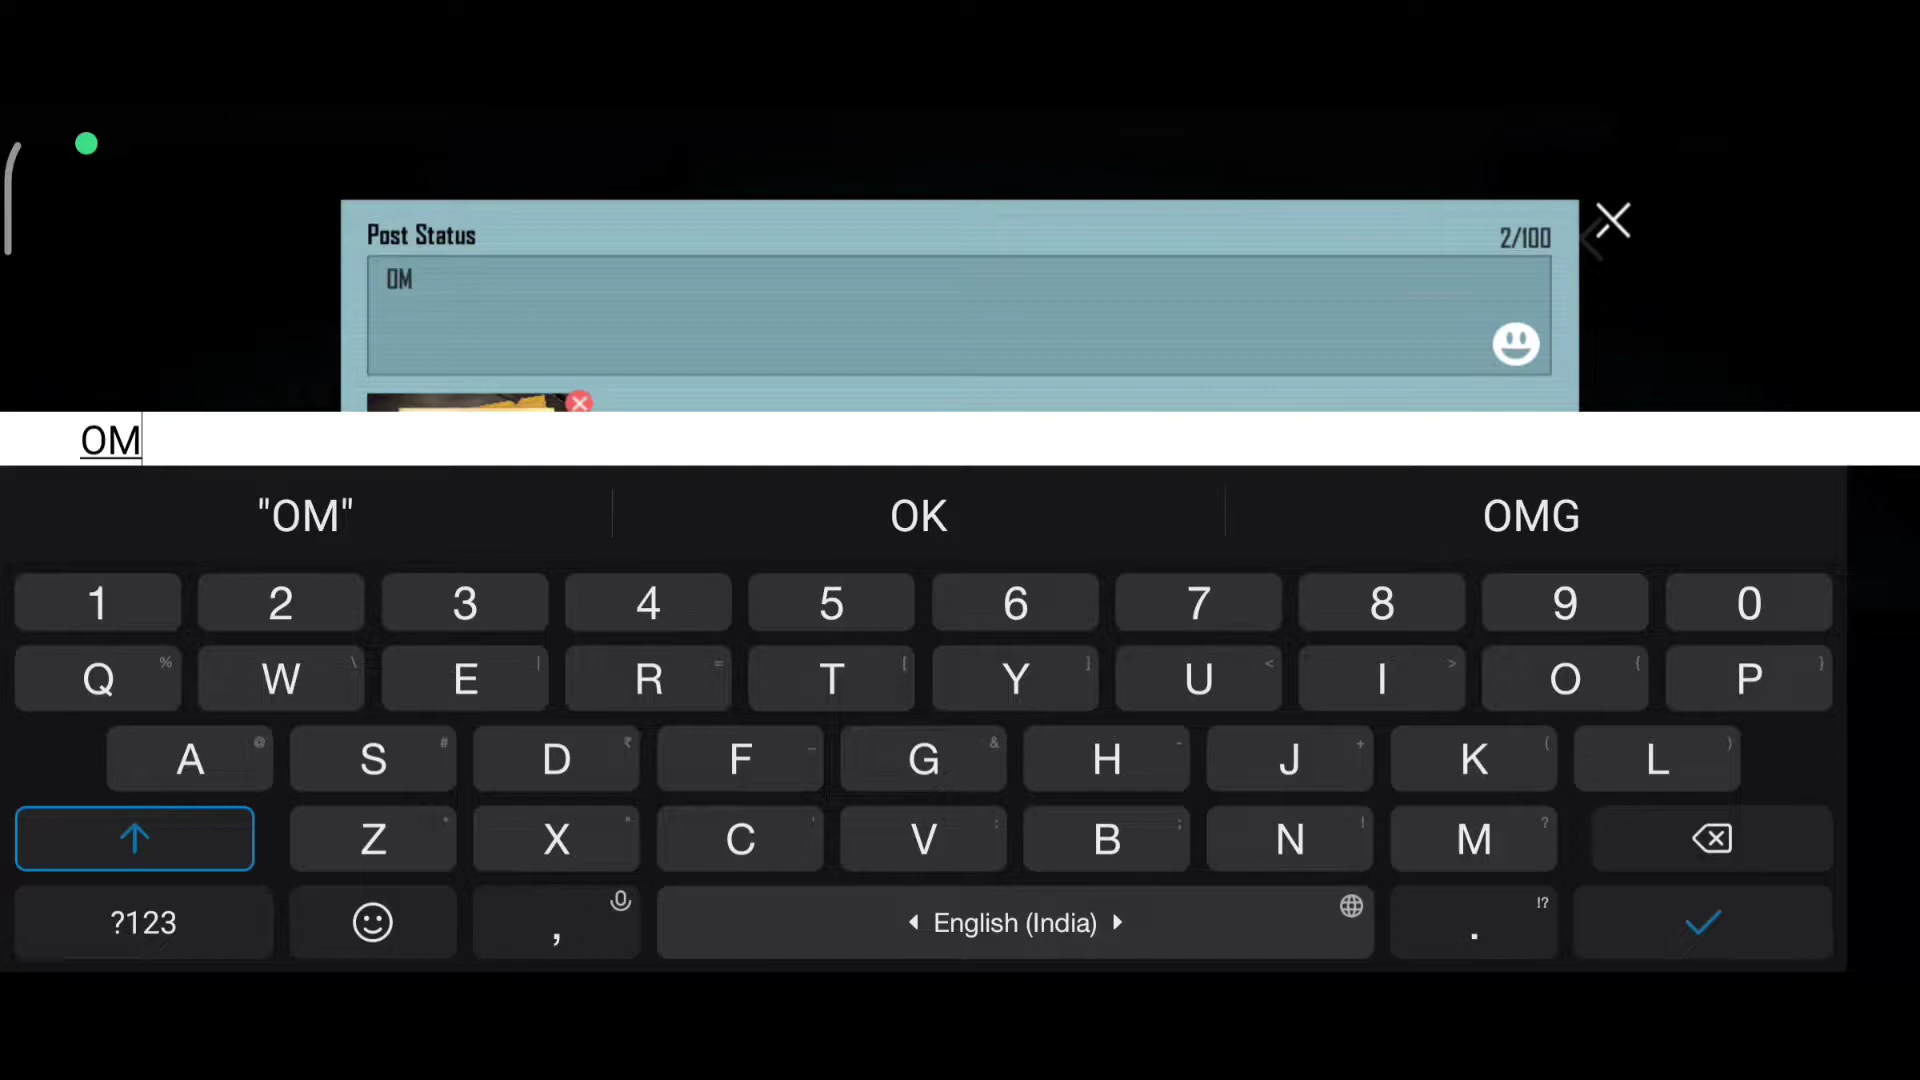 Post Status 2/100
OM
OM
"OM" OK OMG
1 2 3 4 5 6 7 8 9 0
Q % W \ E | R = T [ Y ] U < I > O { P }
A @ S # D ₹ F _ G & H - J + K ( L )
Z X C V B N M
Z * X " C ' V : B ; N ! M ?
?123 , English (India) . !?